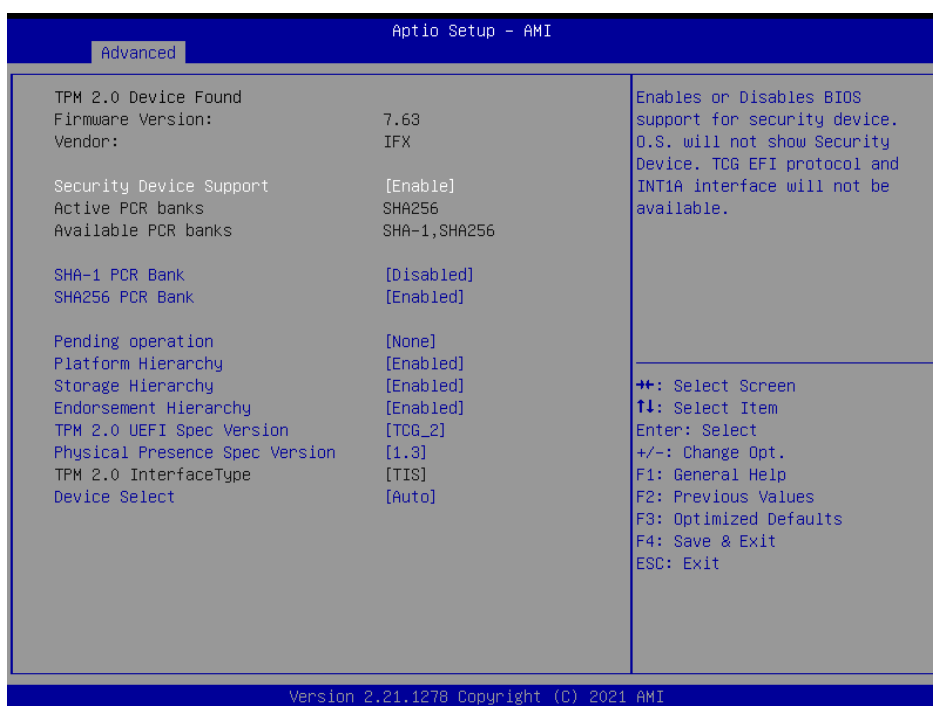 Aptio Setup - AMI
Advanced
TPM 2.0 Device Found
Firmware Version: 7.63
Vendor: IFX
Security Device Support [Enable]
Active PCR banks SHA256
Available PCR banks SHA-1,SHA256
SHA-1 PCR Bank [Disabled]
SHA256 PCR Bank [Enabled]
Pending operation [None]
Platform Hierarchy [Enabled]
Storage Hierarchy [Enabled]
Endorsement Hierarchy [Enabled]
TPM 2.0 UEFI Spec Version [TCG_2]
Physical Presence Spec Version [1.3]
TPM 2.0 InterfaceType [TIS]
Device Select [Auto]
Enables or Disables BIOS
support for security device.
O.S. will not show Security
Device. TCG EFI protocol and
INT1A interface will not be
available.
→←: Select Screen
↑↓: Select Item
Enter: Select
+/-: Change Opt.
F1: General Help
F2: Previous Values
F3: Optimized Defaults
F4: Save & Exit
ESC: Exit
Version 2.21.1278 Copyright (C) 2021 AMI